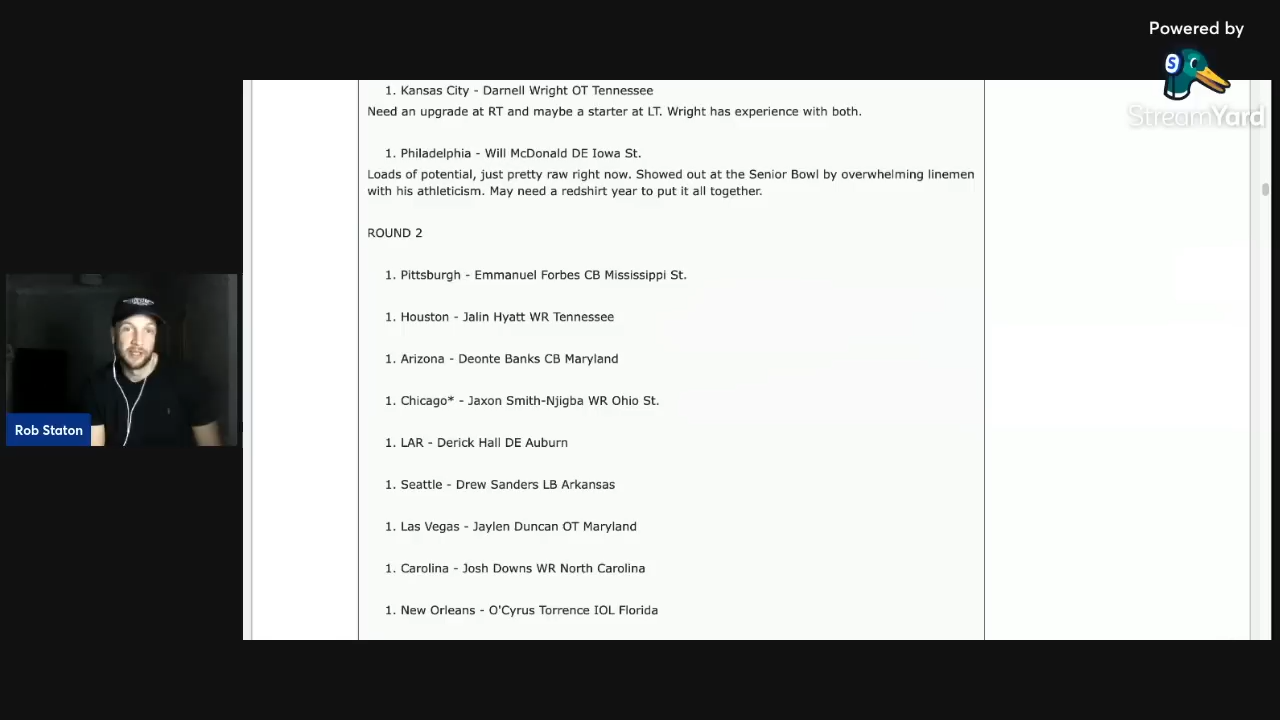 Powered by
S
StreamYard
1. Kansas City - Darnell Wright OT Tennessee
Need an upgrade at RT and maybe a starter at LT. Wright has experience with both.
1. Philadelphia - Will McDonald DE Iowa St.
Loads of potential, just pretty raw right now. Showed out at the Senior Bowl by overwhelming linemen
with his athleticism. May need a redshirt year to put it all together.
ROUND 2
1. Pittsburgh - Emmanuel Forbes CB Mississippi St.
1. Houston - Jalin Hyatt WR Tennessee
1. Arizona - Deonte Banks CB Maryland
1. Chicago* - Jaxon Smith-Njigba WR Ohio St.
1. LAR - Derick Hall DE Auburn
1. Seattle - Drew Sanders LB Arkansas
1. Las Vegas - Jaylen Duncan OT Maryland
1. Carolina - Josh Downs WR North Carolina
1. New Orleans - O'Cyrus Torrence IOL Florida
Rob Staton